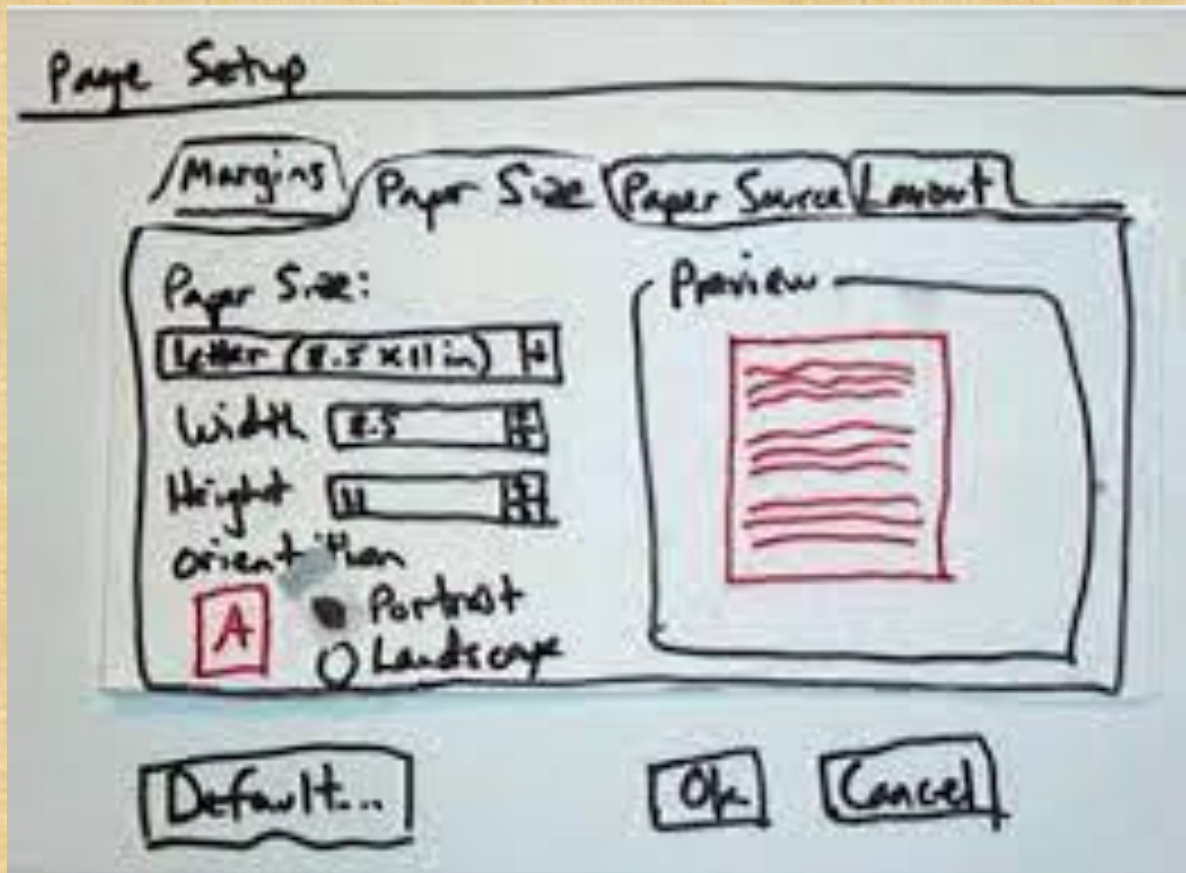 Page Setup
Margins Paper Size Paper Source Layout
Paper Size:
Letter (8.5 x 11 in)
Width 8.5
Height 11
orientation
A
Portrait
Landscape
Preview
Default...
Ok Cancel